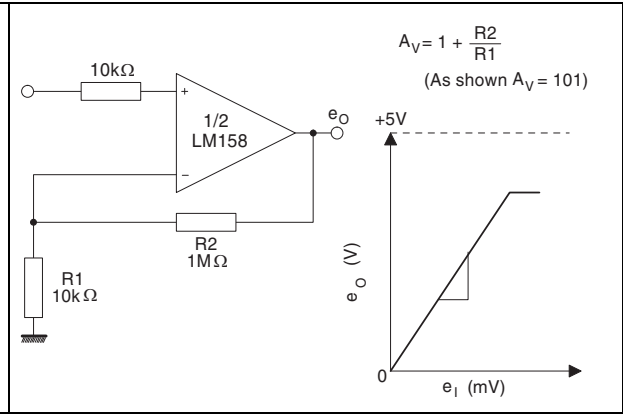 A_V = 1 + R2/R1
(As shown A_V = 101)
10kΩ
+
1/2
LM158
-
e_O
R2
1MΩ
R1
10kΩ
+5V
e_O (V)
0
e_I (mV)